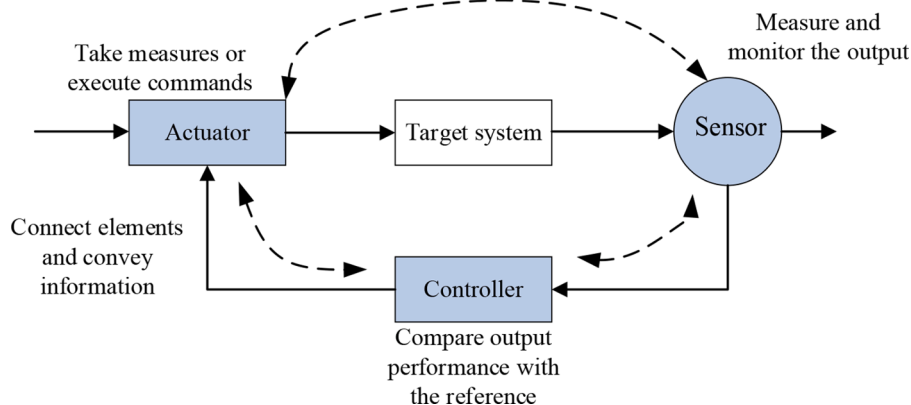 Measure and
monitor the output
Take measures or
execute commands
Actuator
Target system
Sensor
Connect elements
and convey
information
Controller
Compare output
performance with
the reference